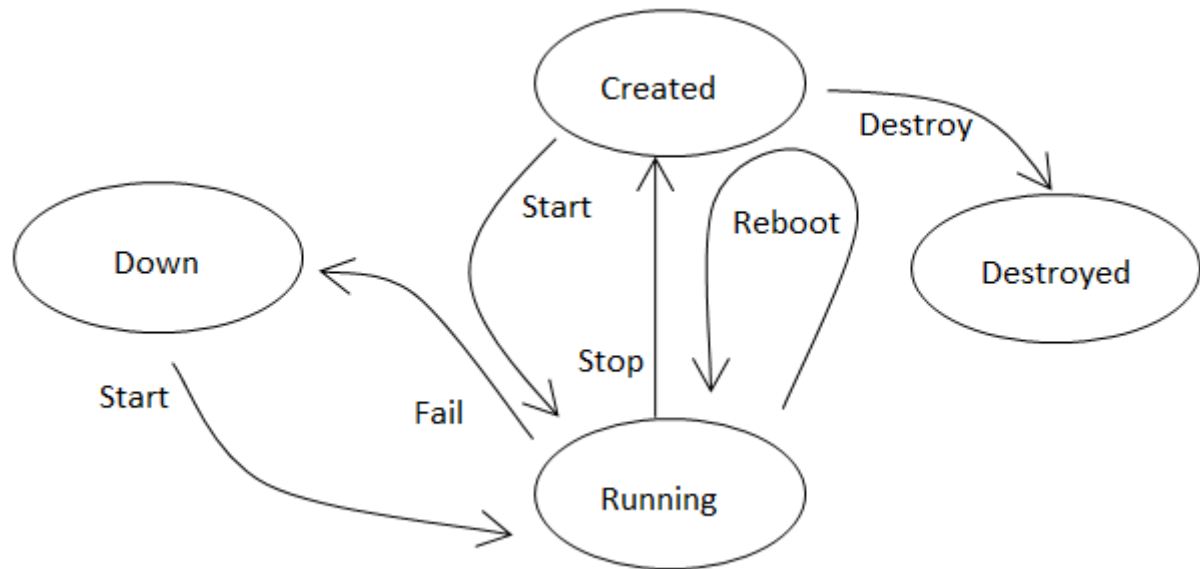 Created
Destroy
Start
Reboot
Down
Destroyed
Stop
Start
Fail
Running